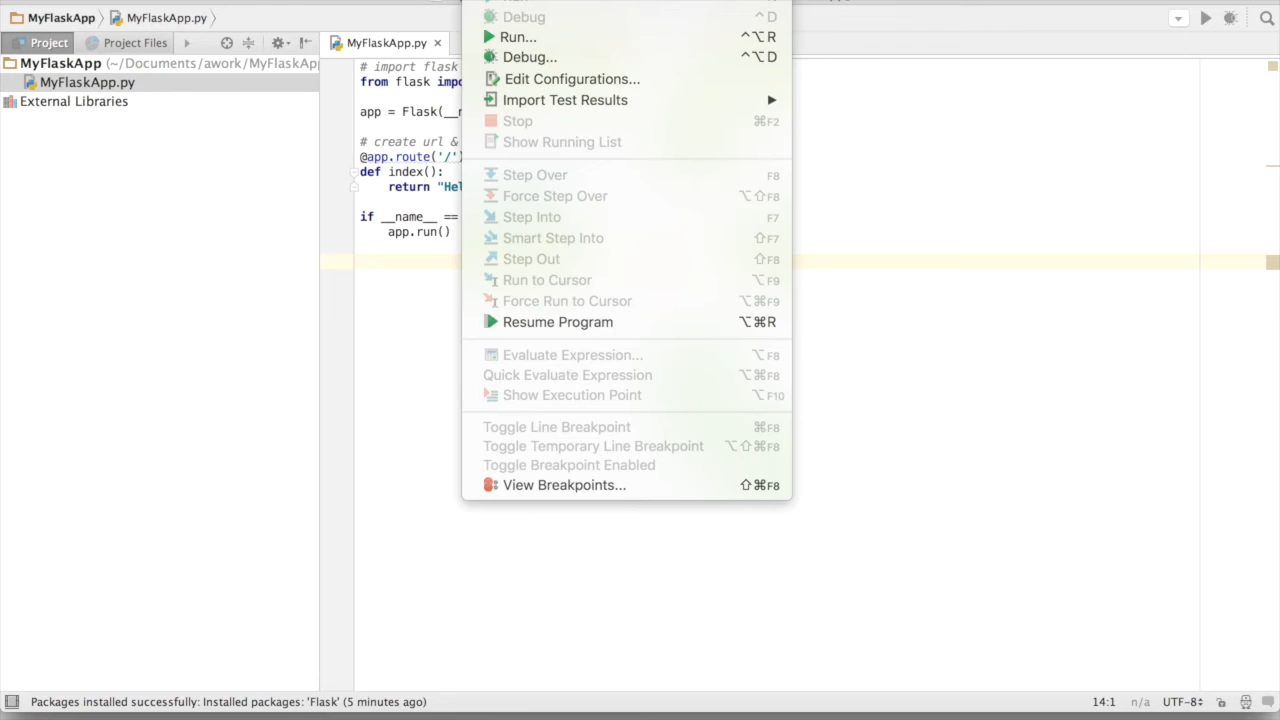 MyFlaskApp
MyFlaskApp.py
Project
Project Files
MyFlaskApp.py
MyFlaskApp (~/Documents/awork/MyFlaskApp
MyFlaskApp.py
External Libraries
# import flask
from flask impo
app = Flask(__n
# create url &
@app.route('/')
def index():
return "Hel
if __name__ ==
app.run()
Debug ^D
Run... ^⌥R
Debug... ^⌥D
Edit Configurations...
Import Test Results ▶
Stop ⌘F2
Show Running List
Step Over F8
Force Step Over ⌥⇧F8
Step Into F7
Smart Step Into ⇧F7
Step Out ⇧F8
Run to Cursor ⌥F9
Force Run to Cursor ⌥⌘F9
Resume Program ⌥⌘R
Evaluate Expression... ⌥F8
Quick Evaluate Expression ⌥⌘F8
Show Execution Point ⌥F10
Toggle Line Breakpoint ⌘F8
Toggle Temporary Line Breakpoint ⌥⇧⌘F8
Toggle Breakpoint Enabled
View Breakpoints... ⇧⌘F8
Packages installed successfully: Installed packages: 'Flask' (5 minutes ago)
14:1 n/a UTF-8